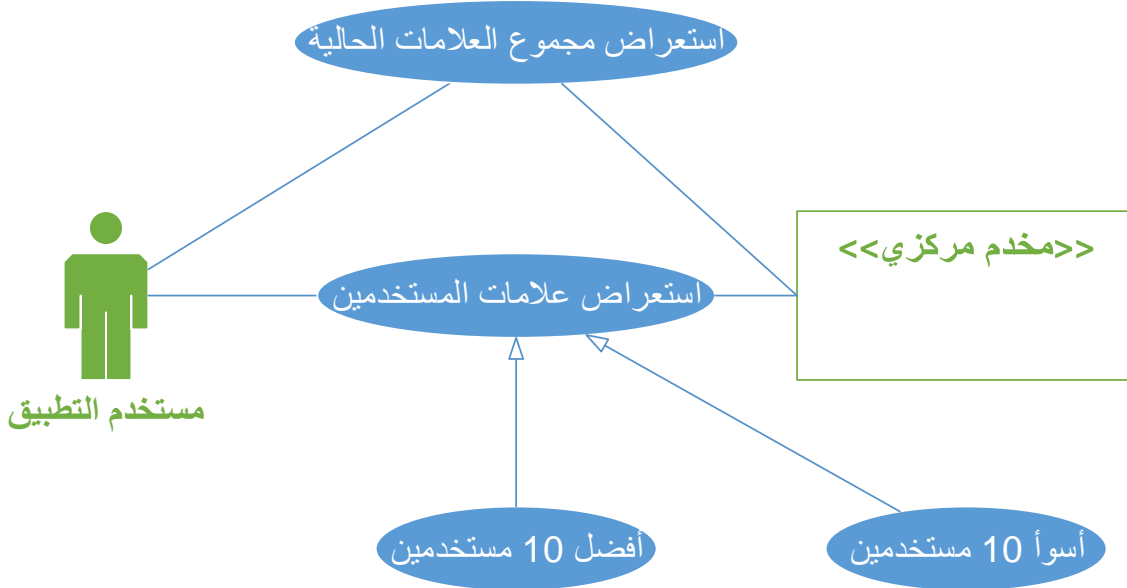 استعراض مجموع العلامات الحالية
<<مخدم مركزي>>
استعراض علامات المستخدمين
مستخدم التطبيق
أفضل 10 مستخدمين
أسوأ 10 مستخدمين